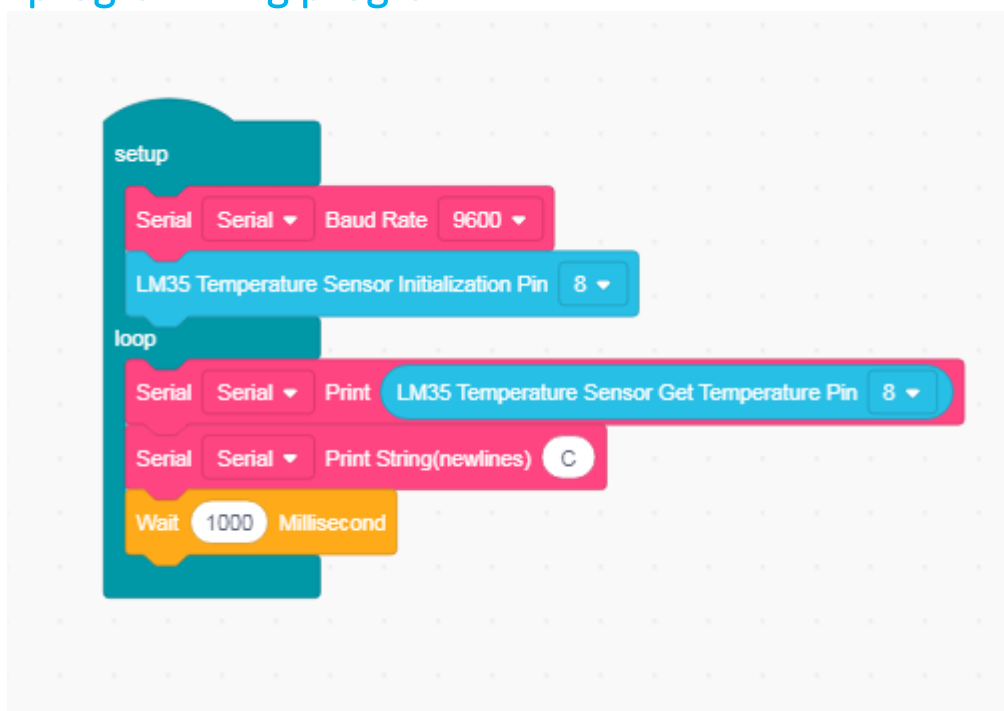 setup
Serial Serial Baud Rate 9600
LM35 Temperature Sensor Initialization Pin 8
loop
Serial Serial Print LM35 Temperature Sensor Get Temperature Pin 8
Serial Serial Print String(newlines) C
Wait 1000 Millisecond